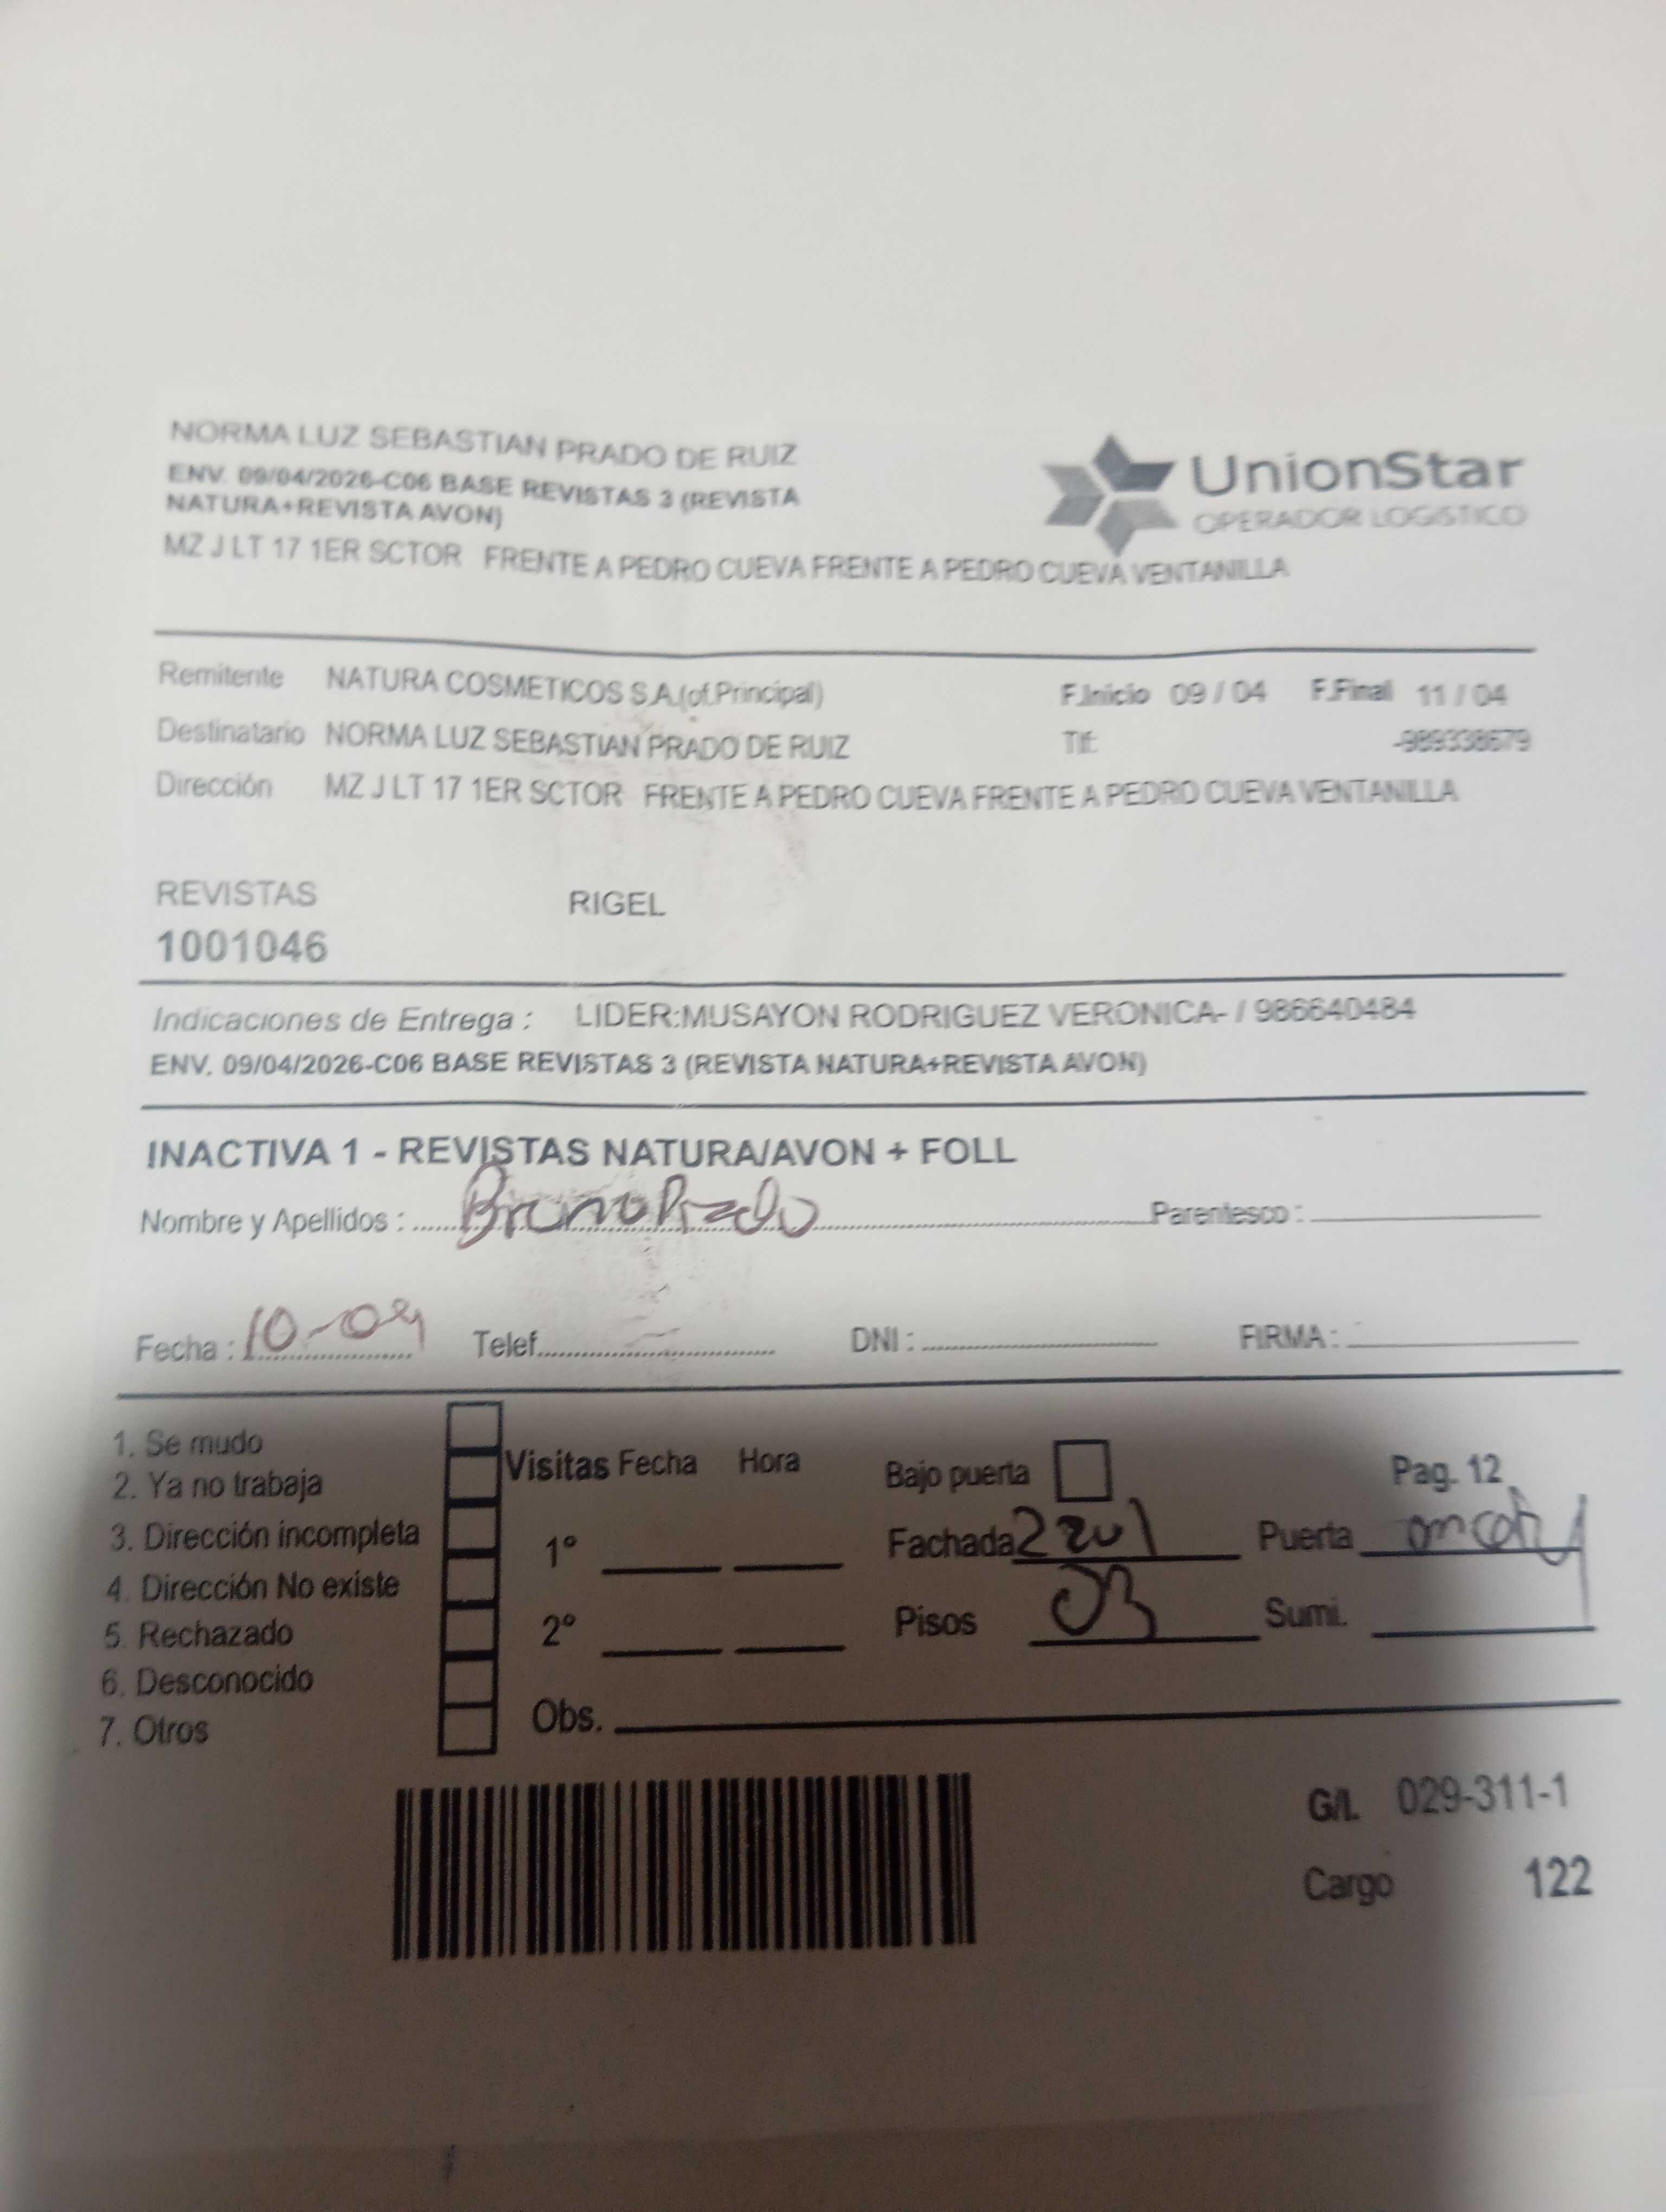 NORMA LUZ SEBASTIAN PRADO DE RUIZ
ENV. 09/04/2026-C06 BASE REVISTAS 3 (REVISTA
NATURA+REVISTA AVON)
MZ J LT 17 1ER SCTOR FRENTE A PEDRO CUEVA FRENTE A PEDRO CUEVA VENTANILLA
UnionStar
OPERADOR LOGISTICO
Remitente NATURA COSMETICOS S.A.(of.Principal) F.Inicio 09 / 04 F.Final 11 / 04
Destinatario NORMA LUZ SEBASTIAN PRADO DE RUIZ Tlf: -989338679
Dirección MZ J LT 17 1ER SCTOR FRENTE A PEDRO CUEVA FRENTE A PEDRO CUEVA VENTANILLA
REVISTAS RIGEL
1001046
Indicaciones de Entrega : LIDER:MUSAYON RODRIGUEZ VERONICA- / 986640484
ENV. 09/04/2026-C06 BASE REVISTAS 3 (REVISTA NATURA+REVISTA AVON)
INACTIVA 1 - REVISTAS NATURA/AVON + FOLL
Nombre y Apellidos : Bruno Prado Parentesco :
Fecha : 10-04 Telef. DNI : FIRMA :
1. Se mudo
2. Ya no trabaja
3. Dirección incompleta
4. Dirección No existe
5. Rechazado
6. Desconocido
7. Otros
Visitas Fecha Hora
1º
2º
Obs.
Bajo puerta Pag. 12
Fachada Puerta
Pisos 03 Sumi.
G/L 029-311-1
Cargo 122